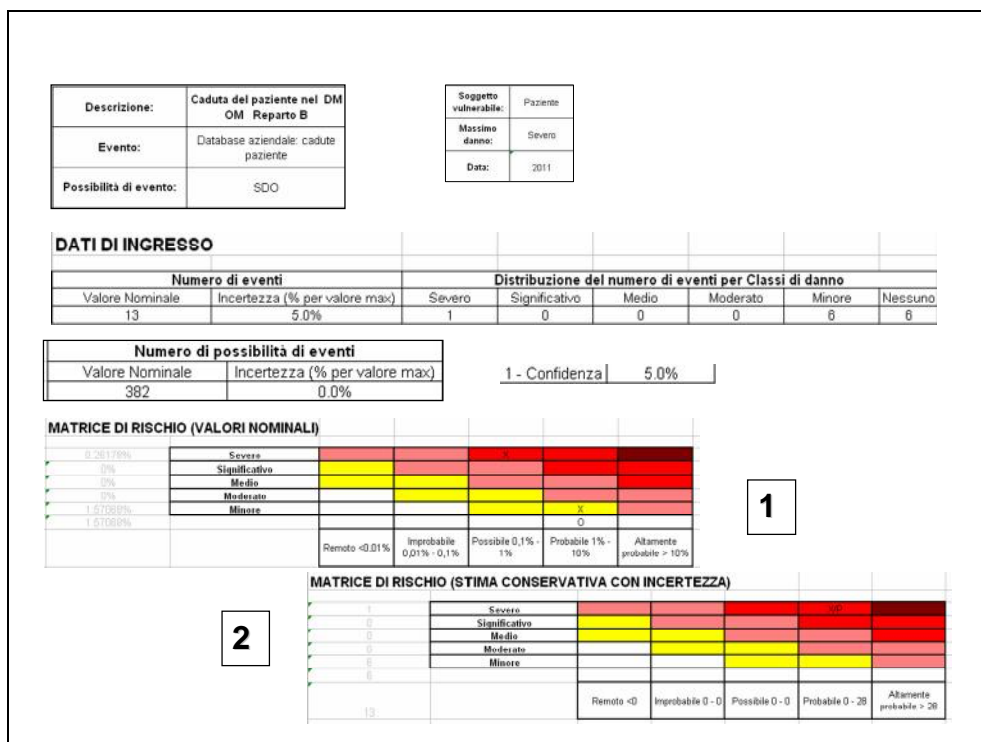 Descrizione: Caduta del paziente nel DM
OM Reparto B
Evento: Database aziendale: cadute
paziente
Possibilità di evento: SDO
Soggetto
vulnerabile: Paziente
Massimo
danno: Severo
Data: 2011
DATI DI INGRESSO
Numero di eventi Distribuzione del numero di eventi per Classi di danno
Valore Nominale Incertezza (% per valore max) Severo Significativo Medio Moderato Minore Nessuno
13 5.0% 1 0 0 0 6 6
Numero di possibilità di eventi
Valore Nominale Incertezza (% per valore max)
382 0.0%
1 - Confidenza 5.0%
MATRICE DI RISCHIO (VALORI NOMINALI)
0.26178% Severo X
0% Significativo
0% Medio
0% Moderato
1.57068% Minore X
1.57068% O
Remoto <0.01% Improbabile
0,01% - 0,1% Possibile 0,1% -
1% Probabile 1% -
10% Altamente
probabile > 10%
1
MATRICE DI RISCHIO (STIMA CONSERVATIVA CON INCERTEZZA)
1 Severo
0 Significativo
0 Medio
0 Moderato
6 Minore
6
13 Remoto <0 Improbabile 0 - 0 Possibile 0 - 0 Probabile 0 - 28 Altamente
probabile > 28
2